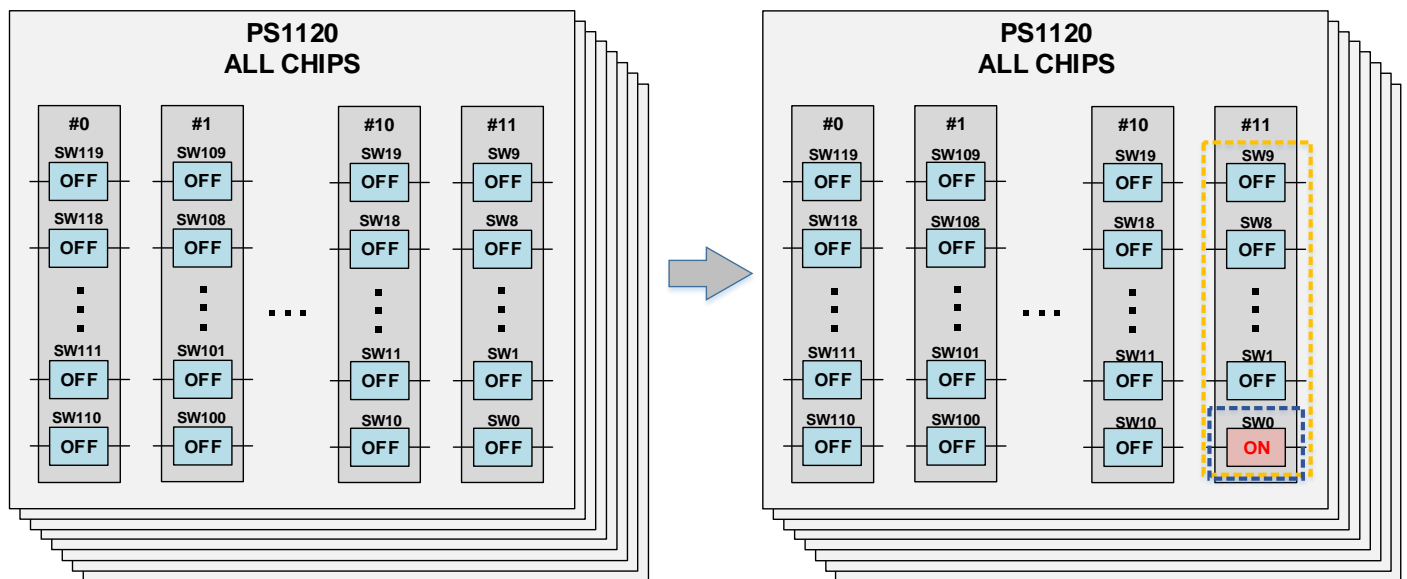 PS1120
ALL CHIPS
#0 #1 #10 #11
SW119 SW109 SW19 SW9
OFF OFF OFF OFF
SW118 SW108 SW18 SW8
OFF OFF OFF OFF
SW111 SW101 SW11 SW1
OFF OFF OFF OFF
SW110 SW100 SW10 SW0
OFF OFF OFF OFF
PS1120
ALL CHIPS
#0 #1 #10 #11
SW119 SW109 SW19 SW9
OFF OFF OFF OFF
SW118 SW108 SW18 SW8
OFF OFF OFF OFF
SW111 SW101 SW11 SW1
OFF OFF OFF OFF
SW110 SW100 SW10 SW0
OFF OFF OFF ON